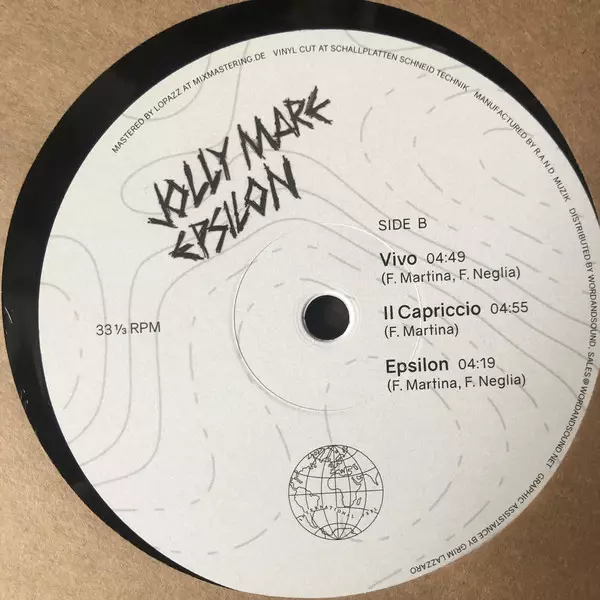 MASTERED BY LOPAZZ AT MIXMASTERING.DE VINYL CUT AT SCHALLPLATTEN SCHNEID TECHNIK MANUFACTURED BY R.A.N.D MUZIK DISTRIBUTED BY WORDANDSOUND. SALES@WORDANDSOUND.NET GRAPHIC ASSISTANCE BY GRIM LAZZARO
JOLLY MARE
EPSILON
SIDE B
Vivo 04:49
(F. Martina, F. Neglia)
Il Capriccio 04:55
(F. Martina)
Epsilon 04:19
(F. Martina, F. Neglia)
33 ⅓ RPM